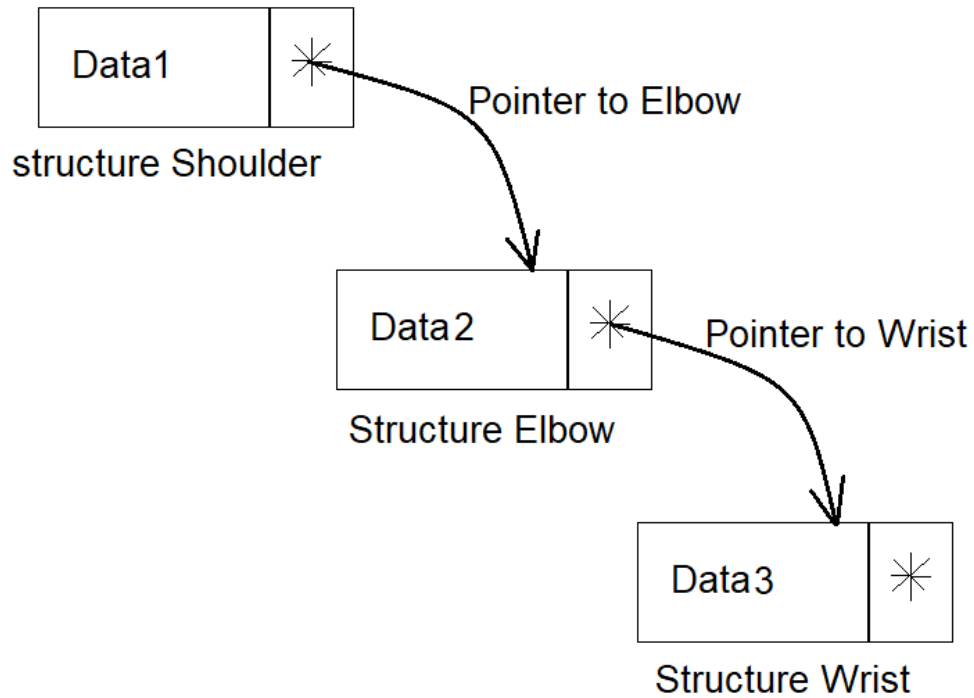 Data1
Pointer to Elbow
structure Shoulder
Data2
Pointer to Wrist
Structure Elbow
Data3
Structure Wrist